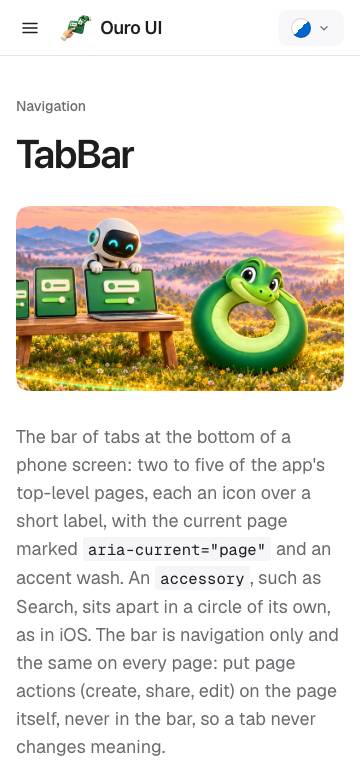 Ouro UI
Navigation
TabBar
The bar of tabs at the bottom of a
phone screen: two to five of the app's
top-level pages, each an icon over a
short label, with the current page
marked aria-current="page" and an
accent wash. An accessory, such as
Search, sits apart in a circle of its own,
as in iOS. The bar is navigation only and
the same on every page: put page
actions (create, share, edit) on the page
itself, never in the bar, so a tab never
changes meaning.